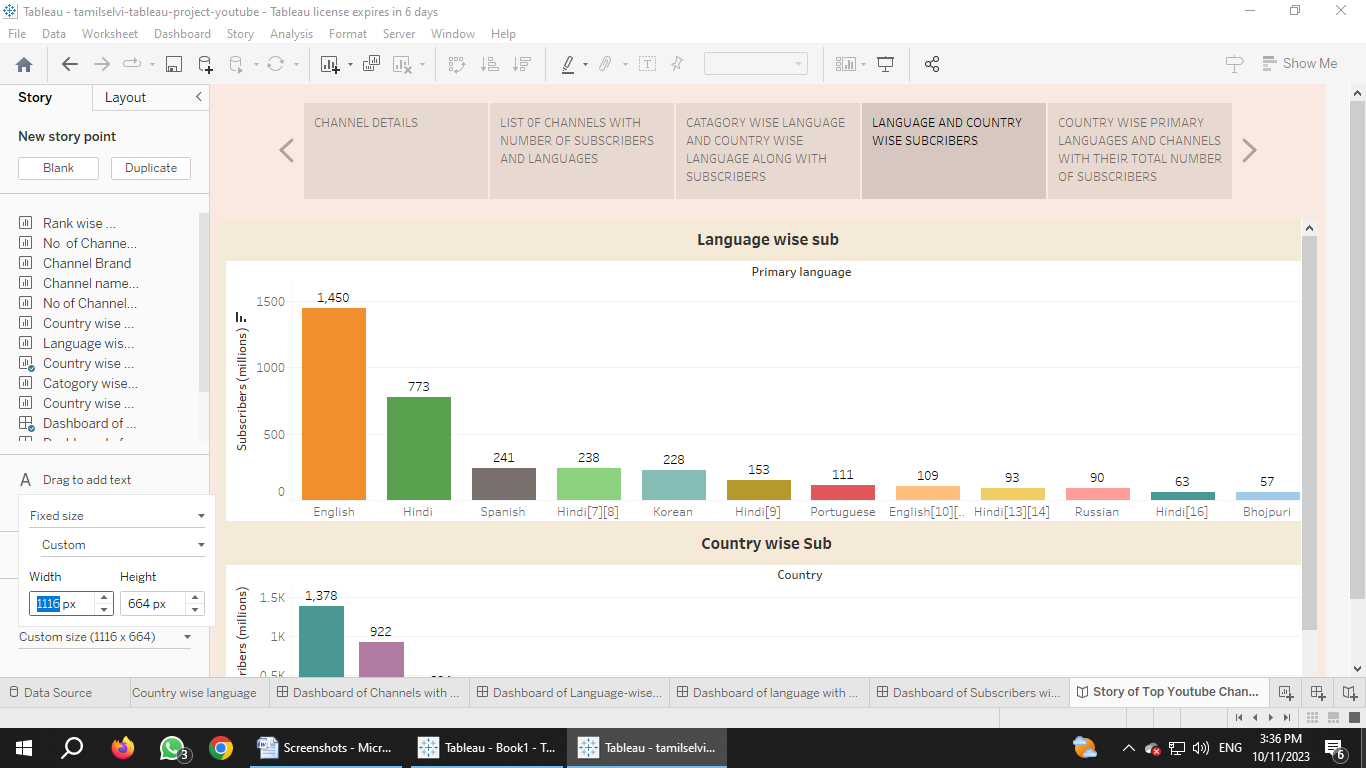 Tableau - tamilselvi-tableau-project-youtube - Tableau license expires in 6 days
File Data Worksheet Dashboard Story Analysis Format Server Window Help
Show Me
Story Layout
New story point
Blank Duplicate
Rank wise ...
No of Channe...
Channel Brand
Channel name...
No of Channel...
Country wise ...
Language wis...
Country wise ...
Catogory wise...
Country wise ...
Dashboard of ...
A Drag to add text
Fixed size
Custom
Width Height
1116 px 664 px
Custom size (1116 x 664)
CHANNEL DETAILS
LIST 0F CHANNELS WITH
NUMBER OF SUBSCRIBERS
AND LANGUAGES
CATAGORY WISE LANGUAGE
AND COUNTRY WISE
LANGUAGE ALONG WITH
SUBSCRIBERS
LANGUAGE AND COUNTRY
WISE SUBCRIBERS
COUNTRY WISE PRIMARY
LANGUAGES AND CHANNELS
WITH THEIR TOTAL NUMBER
OF SUBSCRIBERS
Language wise sub
Primary language
Subscribers (millions)
1500
1000
500
0
1,450 773 241 238 228 153 111 109 93 90 63 57
English Hindi Spanish Hindi[7][8] Korean Hindi[9] Portuguese English[10][.. Hindi[13][14] Russian Hindi[16] Bhojpuri
Country wise Sub
Country
ribers (millions)
1.5K
1K
0.5K
1,378
922
Data Source Country wise language Dashboard of Channels with ... Dashboard of Language-wise... Dashboard of language with ... Dashboard of Subscribers wi... Story of Top Youtube Chan...
3 Screenshots - Micr... Tableau - Book1 - T... Tableau - tamilselvi... ENG
3:36 PM
10/11/2023
6